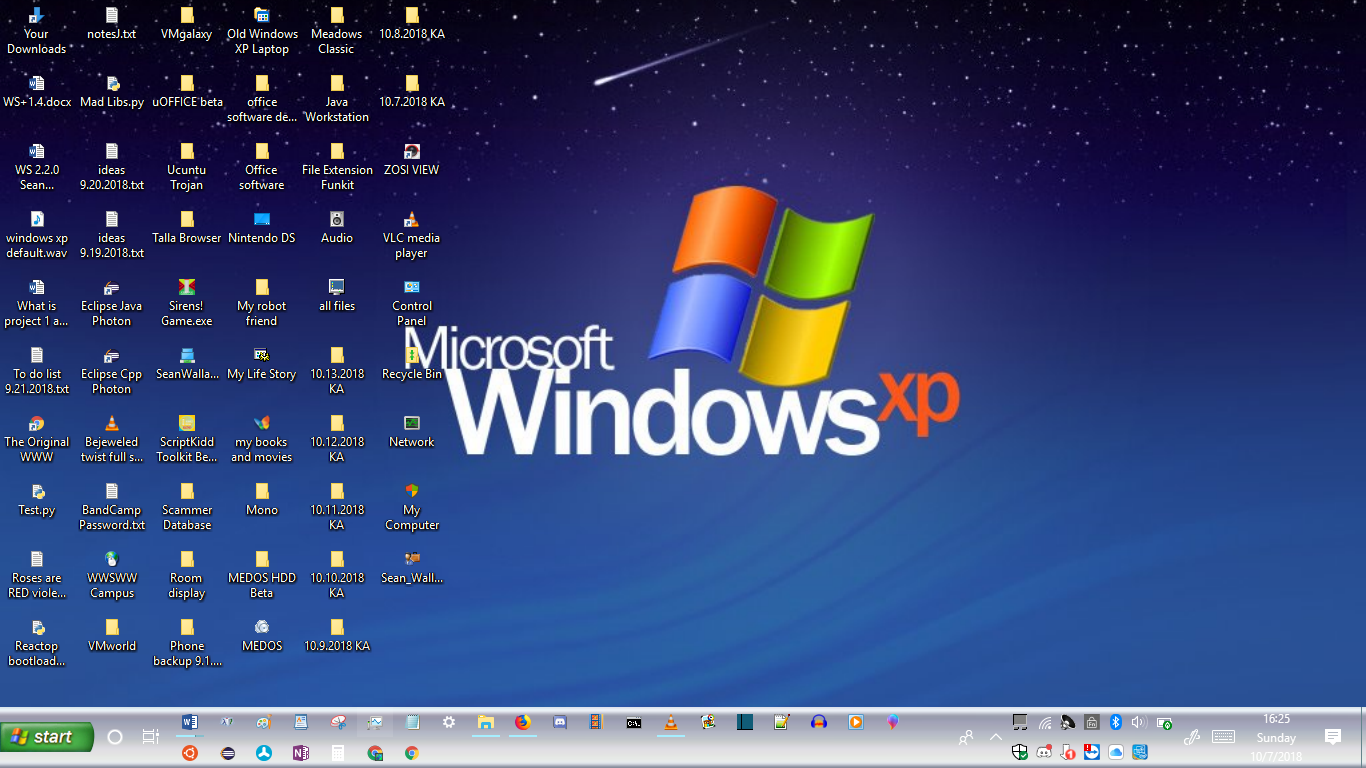 Your
Downloads
notesJ.txt
VMgalaxy
Old Windows
XP Laptop
Meadows
Classic
10.8.2018 KA
WS+1.4.docx
Mad Libs.py
uOFFICE beta
office
software de...
Java
Workstation
10.7.2018 KA
WS 2.2.0
Sean...
ideas
9.20.2018.txt
Ucuntu
Trojan
Office
software
File Extension
Funkit
ZOSI VIEW
windows xp
default.wav
ideas
9.19.2018.txt
Talla Browser
Nintendo DS
Audio
VLC media
player
What is
project 1 a...
Eclipse Java
Photon
Sirens!
Game.exe
My robot
friend
all files
Control
Panel
To do list
9.21.2018.txt
Eclipse Cpp
Photon
SeanWalla...
My Life Story
10.13.2018
KA
Recycle Bin
The Original
WWW
Bejeweled
twist full s...
ScriptKidd
Toolkit Be...
my books
and movies
10.12.2018
KA
Network
Test.py
BandCamp
Password.txt
Scammer
Database
Mono
10.11.2018
KA
My
Computer
Roses are
RED viole...
WWSWW
Campus
Room
display
MEDOS HDD
Beta
10.10.2018
KA
Sean_Wall...
Reactop
bootload...
VMworld
Phone
backup 9.1....
MEDOS
10.9.2018 KA
Microsoft
Windows xp
start
16:25
Sunday
10/7/2018